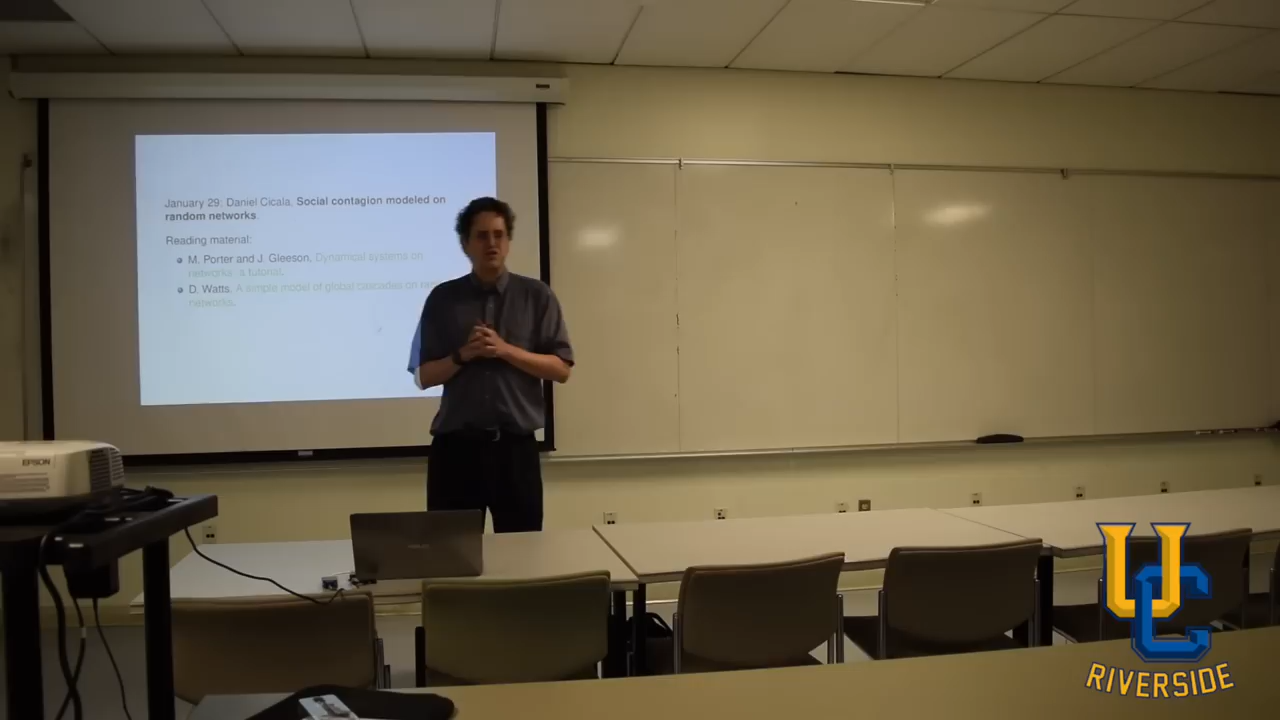 January 29: Daniel Cicala, Social contagion modeled on
random networks.
Reading material:
M. Porter and J. Gleeson, Dynamical systems on
networks: a tutorial.
D. Watts. A simple model of global cascades on
networks.
EPSON
UC
RIVERSIDE